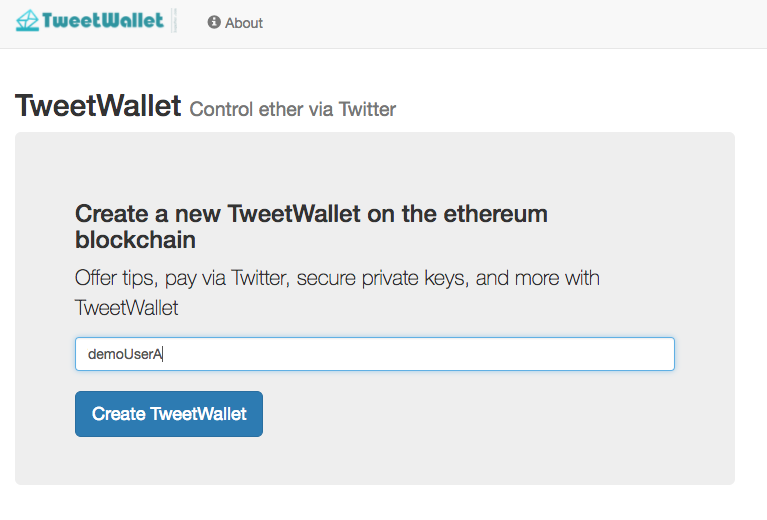 TweetWallet About
TweetWallet Control ether via Twitter
Create a new TweetWallet on the ethereum
blockchain
Offer tips, pay via Twitter, secure private keys, and more with
TweetWallet
demoUserA
Create TweetWallet